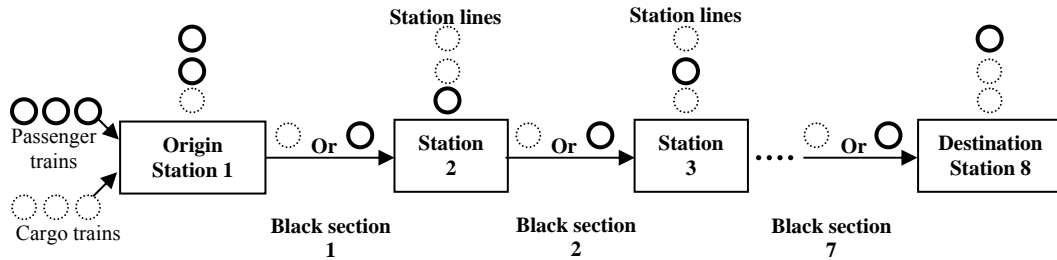 Station lines
Station lines
Passenger
trains
Cargo trains
Origin
Station 1
Or
Station
2
Or
Station
3
....
Or
Destination
Station 8
Black section
1
Black section
2
Black section
7